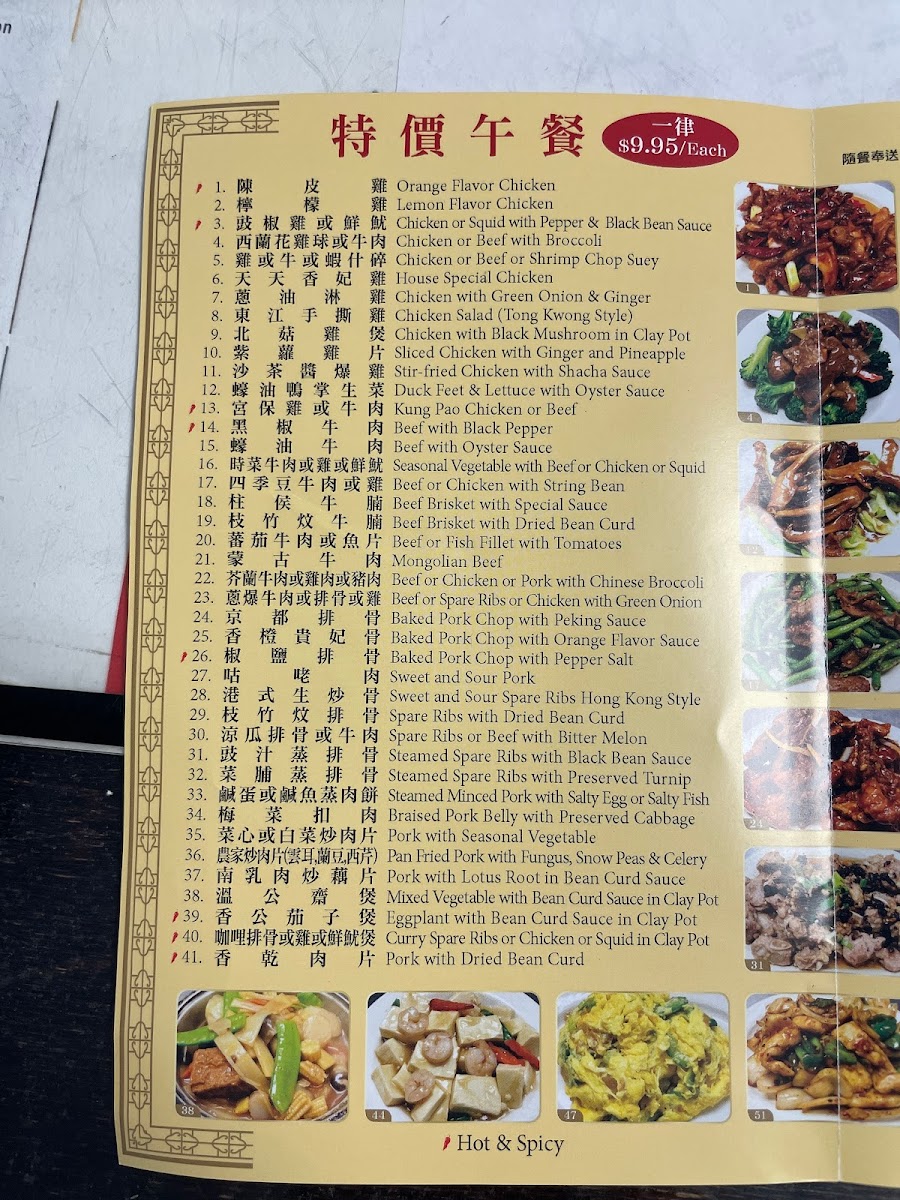 特價午餐
一律
$9.95/Each
隨餐奉送
1. 陳皮雞 Orange Flavor Chicken
2. 檸檬雞 Lemon Flavor Chicken
3. 豉椒雞或鮮魷 Chicken or Squid with Pepper & Black Bean Sauce
4. 西蘭花雞球或牛肉 Chicken or Beef with Broccoli
5. 雞或牛或蝦什碎 Chicken or Beef or Shrimp Chop Suey
6. 天天香妃雞 House Special Chicken
7. 蔥油淋雞 Chicken with Green Onion & Ginger
8. 東江手撕雞 Chicken Salad (Tong Kwong Style)
9. 北菇雞煲 Chicken with Black Mushroom in Clay Pot
10. 紫蘿雞片 Sliced Chicken with Ginger and Pineapple
11. 沙茶醬爆雞 Stir-fried Chicken with Shacha Sauce
12. 蠔油鴨掌生菜 Duck Feet & Lettuce with Oyster Sauce
13. 宮保雞或牛肉 Kung Pao Chicken or Beef
14. 黑椒牛肉 Beef with Black Pepper
15. 蠔油牛肉 Beef with Oyster Sauce
16. 時菜牛肉或雞或鮮魷 Seasonal Vegetable with Beef or Chicken or Squid
17. 四季豆牛肉或雞 Beef or Chicken with String Bean
18. 柱侯牛腩 Beef Brisket with Special Sauce
19. 枝竹炆牛腩 Beef Brisket with Dried Bean Curd
20. 蕃茄牛肉或魚片 Beef or Fish Fillet with Tomatoes
21. 蒙古牛肉 Mongolian Beef
22. 芥蘭牛肉或雞肉或豬肉 Beef or Chicken or Pork with Chinese Broccoli
23. 蔥爆牛肉或排骨或雞 Beef or Spare Ribs or Chicken with Green Onion
24. 京都排骨 Baked Pork Chop with Peking Sauce
25. 香橙貴妃骨 Baked Pork Chop with Orange Flavor Sauce
26. 椒鹽排骨 Baked Pork Chop with Pepper Salt
27. 咕咾肉 Sweet and Sour Pork
28. 港式生炒骨 Sweet and Sour Spare Ribs Hong Kong Style
29. 枝竹炆排骨 Spare Ribs with Dried Bean Curd
30. 涼瓜排骨或牛肉 Spare Ribs or Beef with Bitter Melon
31. 豉汁蒸排骨 Steamed Spare Ribs with Black Bean Sauce
32. 菜脯蒸排骨 Steamed Spare Ribs with Preserved Turnip
33. 鹹蛋或鹹魚蒸肉餅 Steamed Minced Pork with Salty Egg or Salty Fish
34. 梅菜扣肉 Braised Pork Belly with Preserved Cabbage
35. 菜心或白菜炒肉片 Pork with Seasonal Vegetable
36. 農家炒肉片(雲耳,蘭豆,西芹) Pan Fried Pork with Fungus, Snow Peas & Celery
37. 南乳肉炒藕片 Pork with Lotus Root in Bean Curd Sauce
38. 溫公齋煲 Mixed Vegetable with Bean Curd Sauce in Clay Pot
39. 香公茄子煲 Eggplant with Bean Curd Sauce in Clay Pot
40. 咖哩排骨或雞或鮮魷煲 Curry Spare Ribs or Chicken or Squid in Clay Pot
41. 香乾肉片 Pork with Dried Bean Curd
1
4
31
38
44
47
51
Hot & Spicy